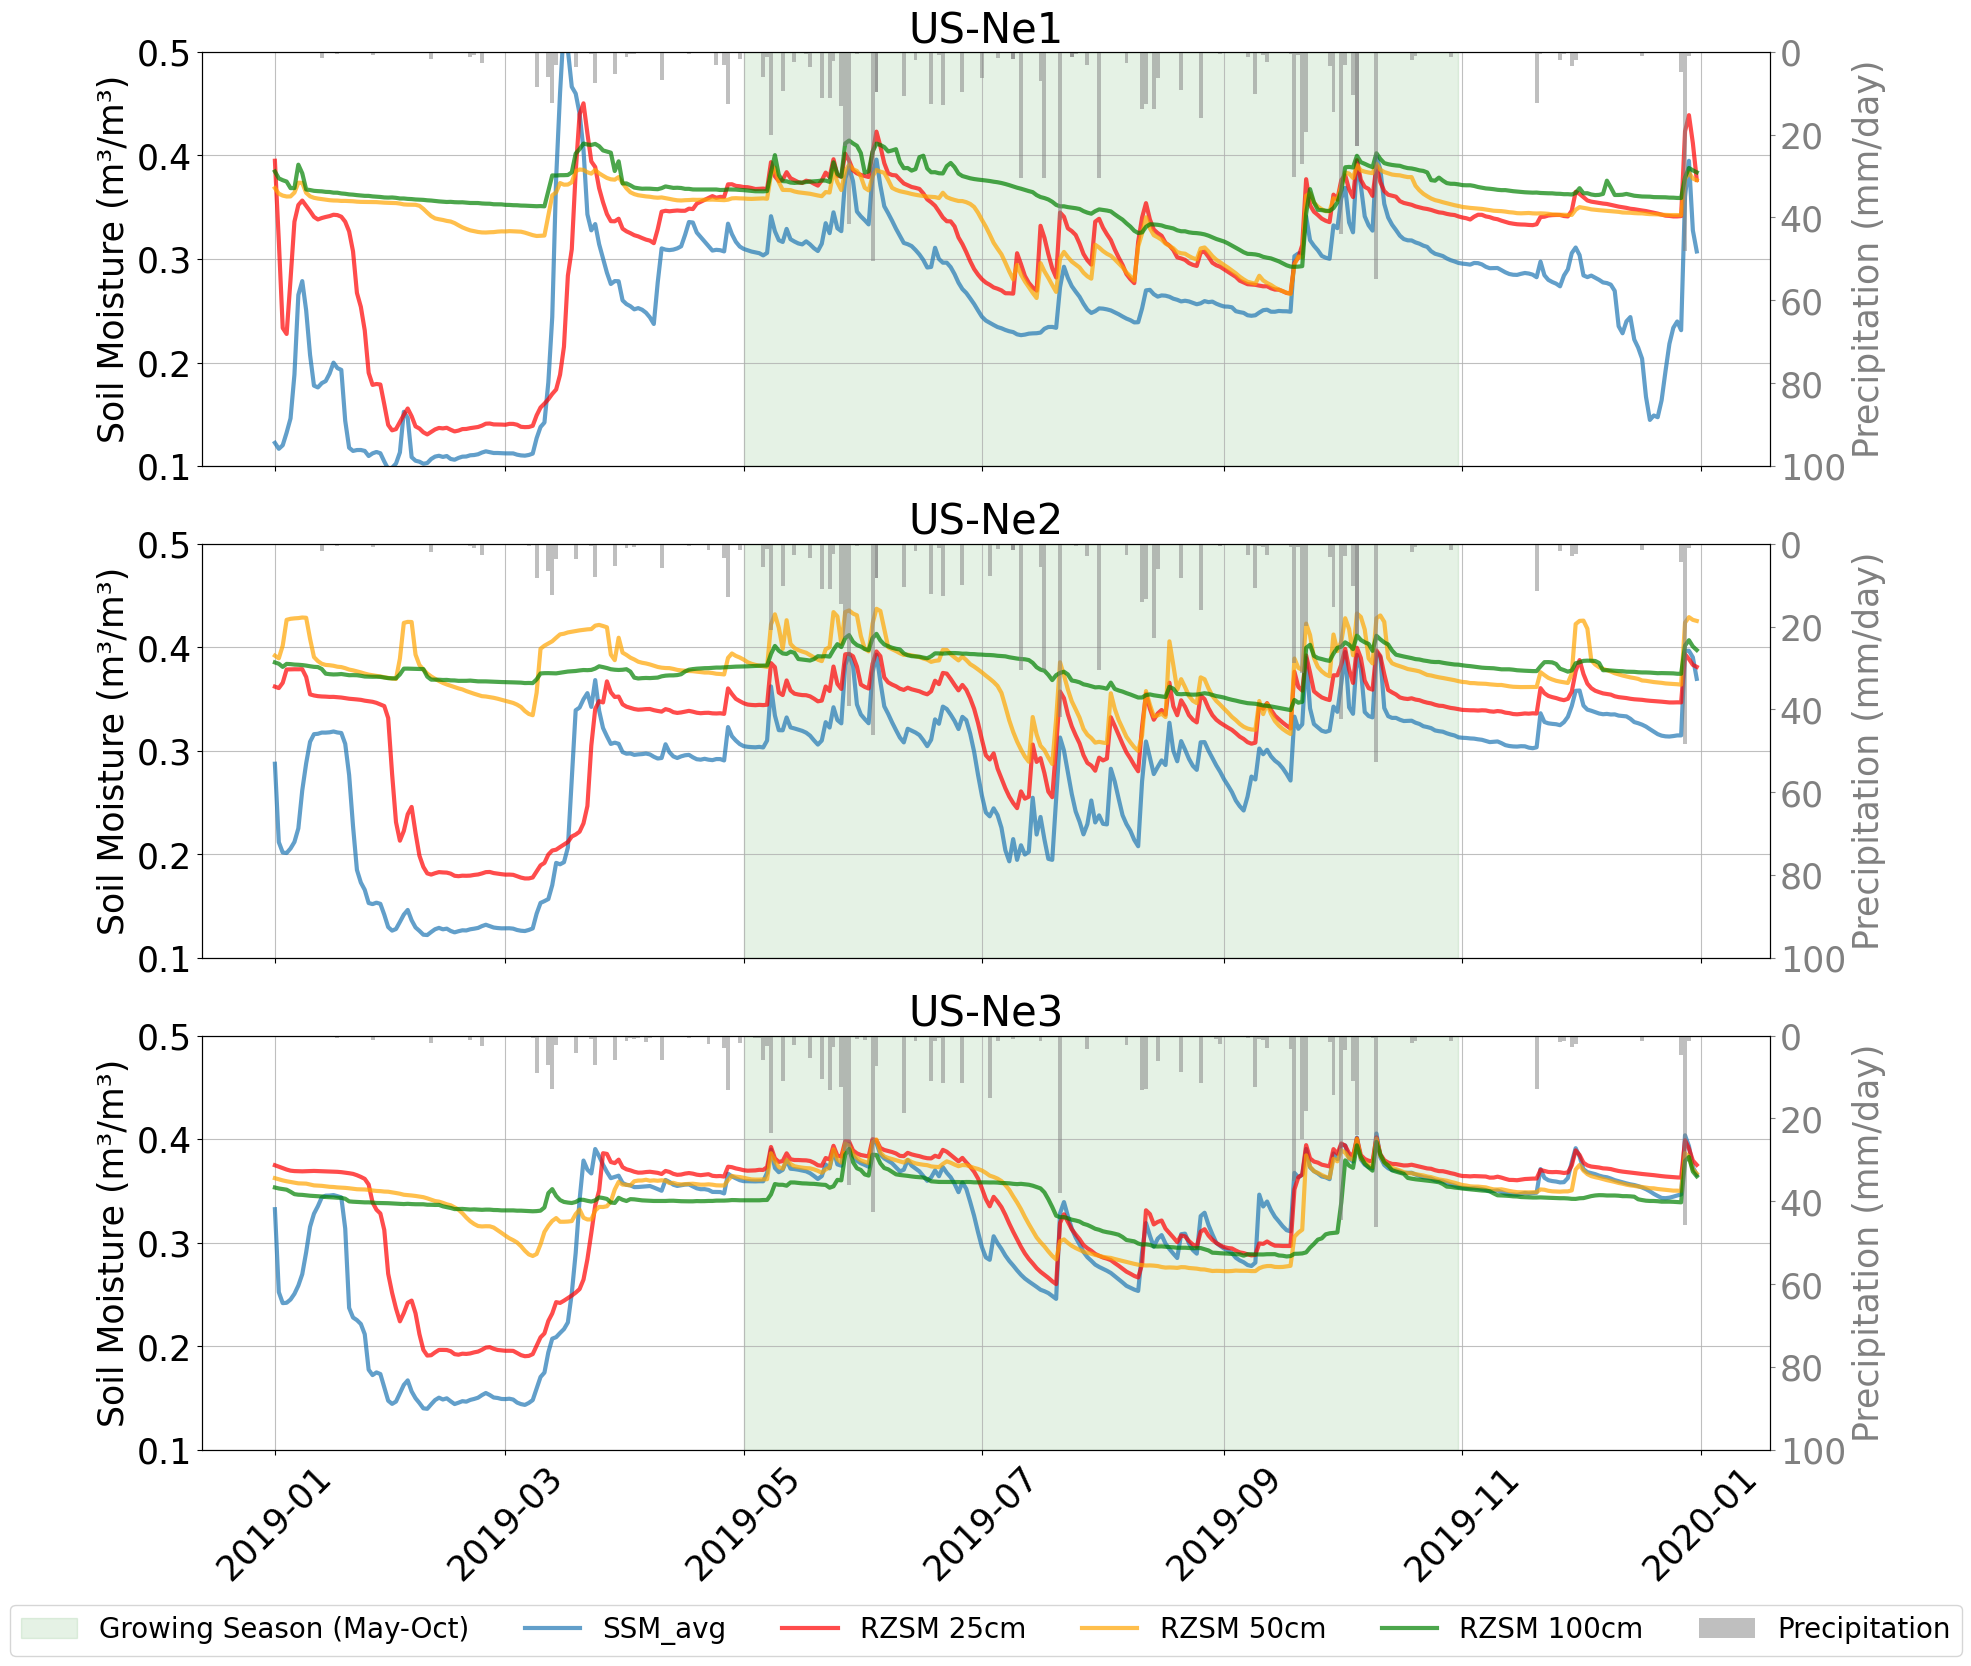 US-Ne1
0.5
0.4
0.3
0.2
0.1
Soil Moisture (m³/m³)
0
20
40
60
80
100
Precipitation (mm/day)
US-Ne2
0.5
0.4
0.3
0.2
0.1
Soil Moisture (m³/m³)
0
20
40
60
80
100
Precipitation (mm/day)
US-Ne3
0.5
0.4
0.3
0.2
0.1
Soil Moisture (m³/m³)
0
20
40
60
80
100
Precipitation (mm/day)
2019-01
2019-03
2019-05
2019-07
2019-09
2019-11
2020-01
Growing Season (May-Oct)
SSM_avg
RZSM 25cm
RZSM 50cm
RZSM 100cm
Precipitation